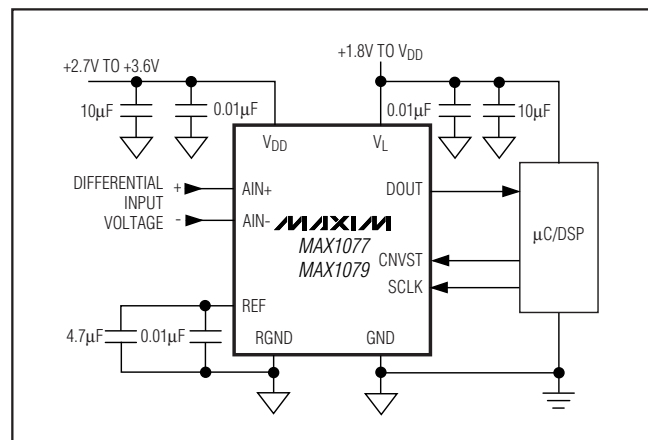 +2.7V TO +3.6V
+1.8V TO VDD
10µF
0.01µF
0.01µF
10µF
VDD
VL
DIFFERENTIAL
INPUT
VOLTAGE
+
-
AIN+
AIN-
DOUT
MAXIM
MAX1077
MAX1079
µC/DSP
CNVST
SCLK
REF
4.7µF
0.01µF
RGND
GND